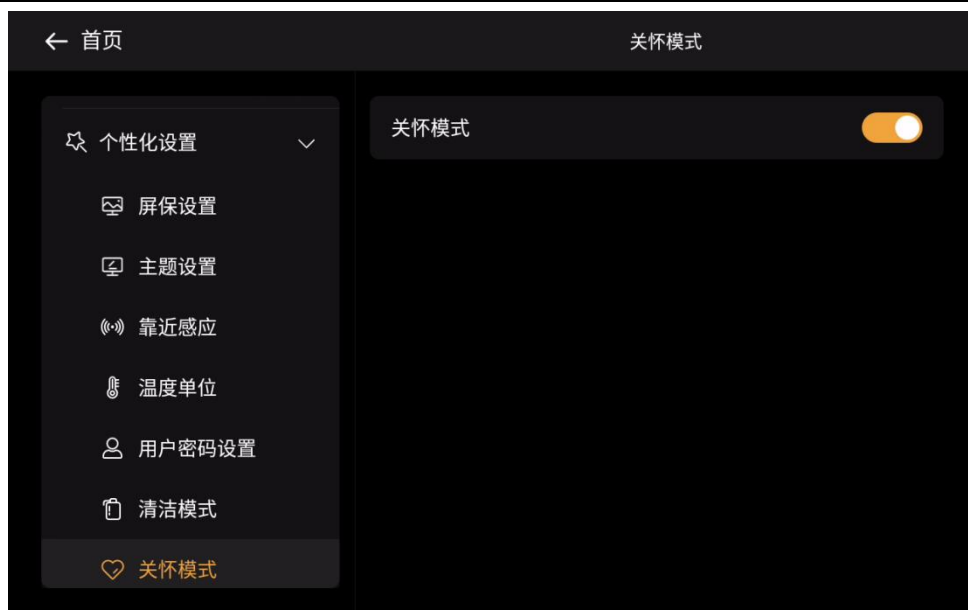 首页
关怀模式
个性化设置
屏保设置
主题设置
靠近感应
温度单位
用户密码设置
清洁模式
关怀模式
关怀模式